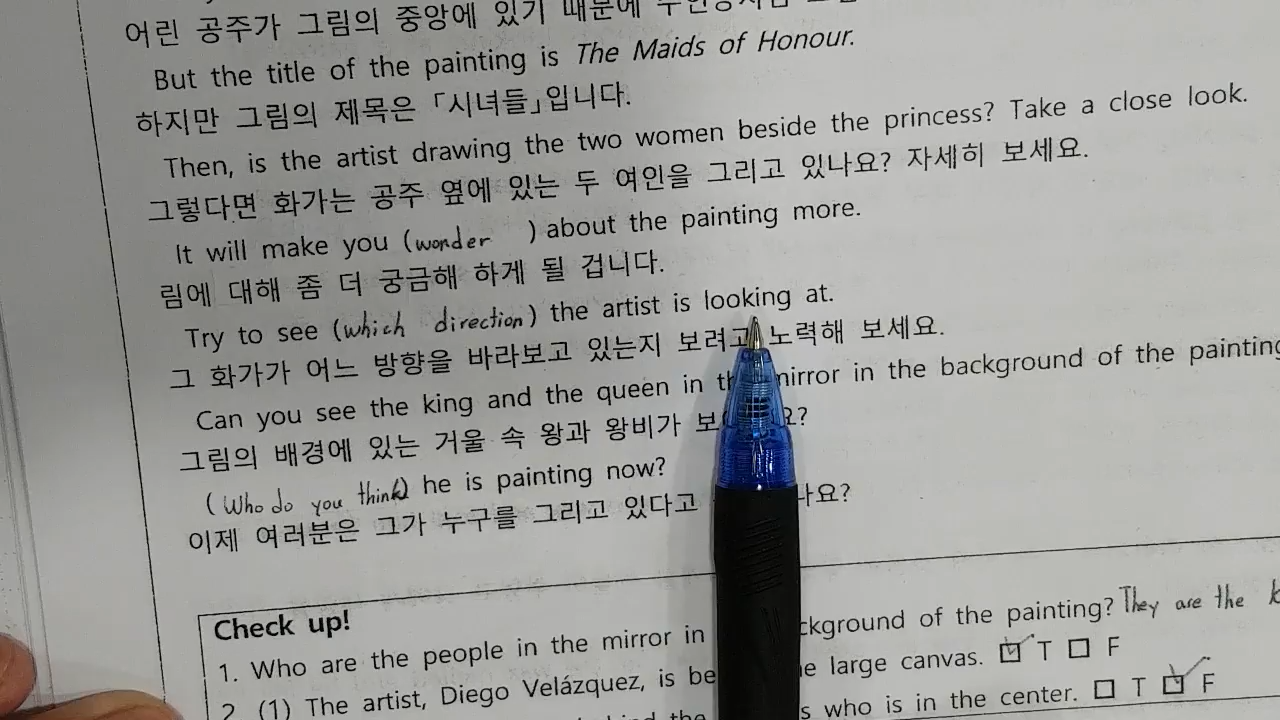 어린 공주가 그림의 중앙에 있기 때문에
But the title of the painting is The Maids of Honour.
하지만 그림의 제목은 「시녀들」입니다.
Then, is the artist drawing the two women beside the princess? Take a close look.
그렇다면 화가는 공주 옆에 있는 두 여인을 그리고 있나요? 자세히 보세요.
It will make you (wonder ) about the painting more.
림에 대해 좀 더 궁금해 하게 될 겁니다.
Try to see (which direction) the artist is looking at.
그 화가가 어느 방향을 바라보고 있는지 보려고 노력해 보세요.
Can you see the king and the queen in the mirror in the background of the painting
그림의 배경에 있는 거울 속 왕과 왕비가 요?
(Who do you think) he is painting now?
이제 여러분은 그가 누구를 그리고 있다고 나요?
Check up!
1. Who are the people in the mirror in ckground of the painting? They are the
2. (1) The artist, Diego Velázquez, is be e large canvas. T F
the s who is in the center. T F